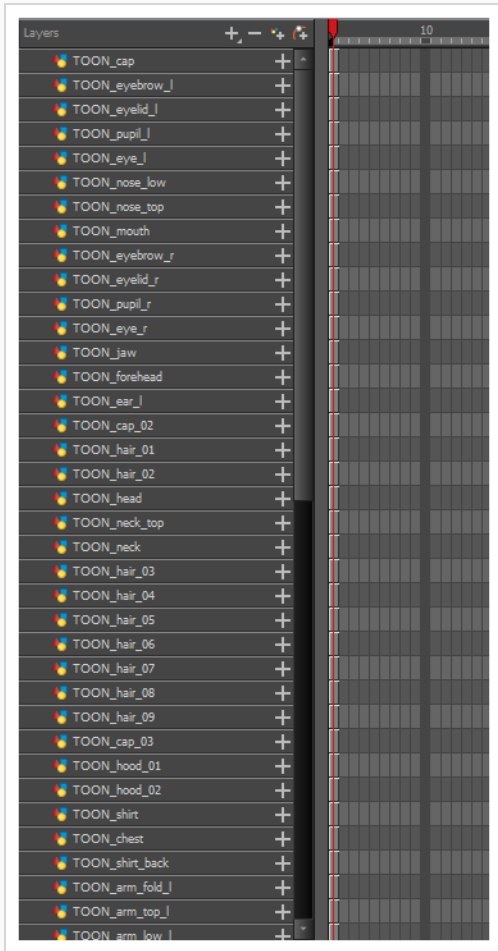 Layers
10
TOON_cap
TOON_eyebrow_l
TOON_eyelid_l
TOON_pupil_l
TOON_eye_l
TOON_nose_low
TOON_nose_top
TOON_mouth
TOON_eyebrow_r
TOON_eyelid_r
TOON_pupil_r
TOON_eye_r
TOON_jaw
TOON_forehead
TOON_ear_l
TOON_cap_02
TOON_hair_01
TOON_hair_02
TOON_head
TOON_neck_top
TOON_neck
TOON_hair_03
TOON_hair_04
TOON_hair_05
TOON_hair_06
TOON_hair_07
TOON_hair_08
TOON_hair_09
TOON_cap_03
TOON_hood_01
TOON_hood_02
TOON_shirt
TOON_chest
TOON_shirt_back
TOON_arm_fold_l
TOON_arm_top_l
TOON_arm_low_l